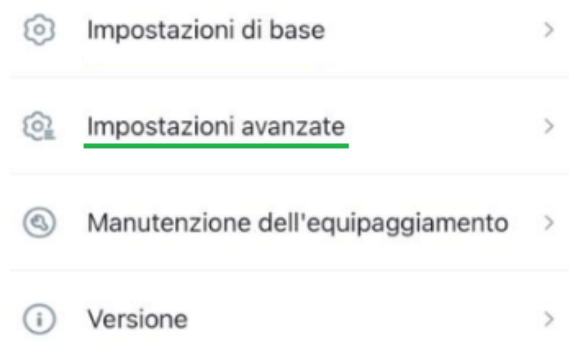 Impostazioni di base
Impostazioni avanzate
Manutenzione dell'equipaggiamento
Versione